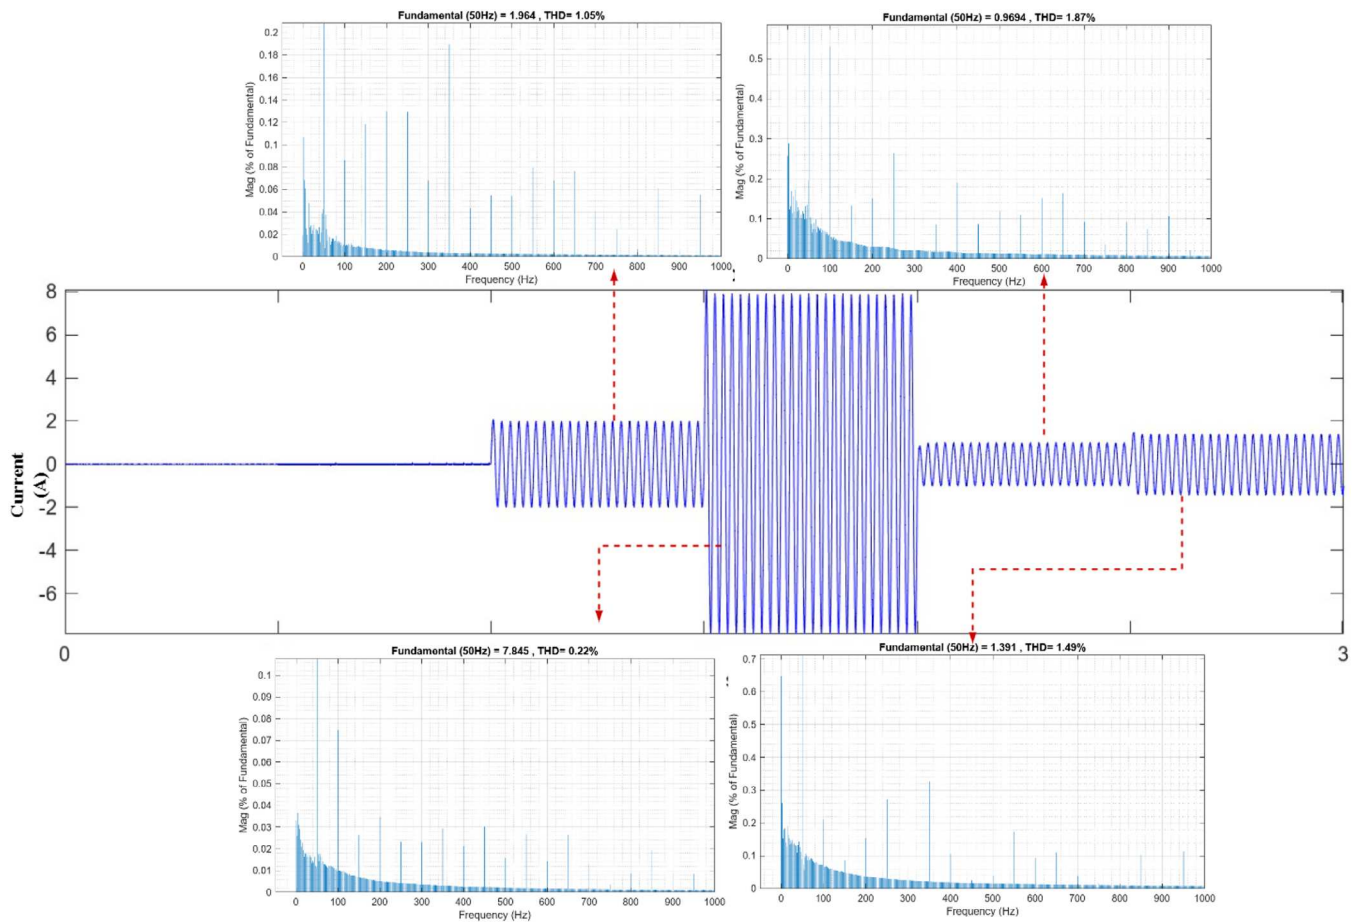 Fundamental (50Hz) = 1.964 , THD= 1.05%
Mag (% of Fundamental)
0.2
0.18
0.16
0.14
0.12
0.1
0.08
0.06
0.04
0.02
0
0 100 200 300 400 500 600 700 800 900 1000
Frequency (Hz)
Fundamental (50Hz) = 0.9694 , THD= 1.87%
Mag (% of Fundamental)
0.5
0.4
0.3
0.2
0.1
0
0 100 200 300 400 500 600 700 800 900 1000
Frequency (Hz)
Current
(A)
8
6
4
2
0
-2
-4
-6
0 3
Fundamental (50Hz) = 7.845 , THD= 0.22%
Mag (% of Fundamental)
0.1
0.09
0.08
0.07
0.06
0.05
0.04
0.03
0.02
0.01
0
0 100 200 300 400 500 600 700 800 900 1000
Frequency (Hz)
Fundamental (50Hz) = 1.391 , THD= 1.49%
Mag (% of Fundamental)
0.7
0.6
0.5
0.4
0.3
0.2
0.1
0
0 100 200 300 400 500 600 700 800 900 1000
Frequency (Hz)